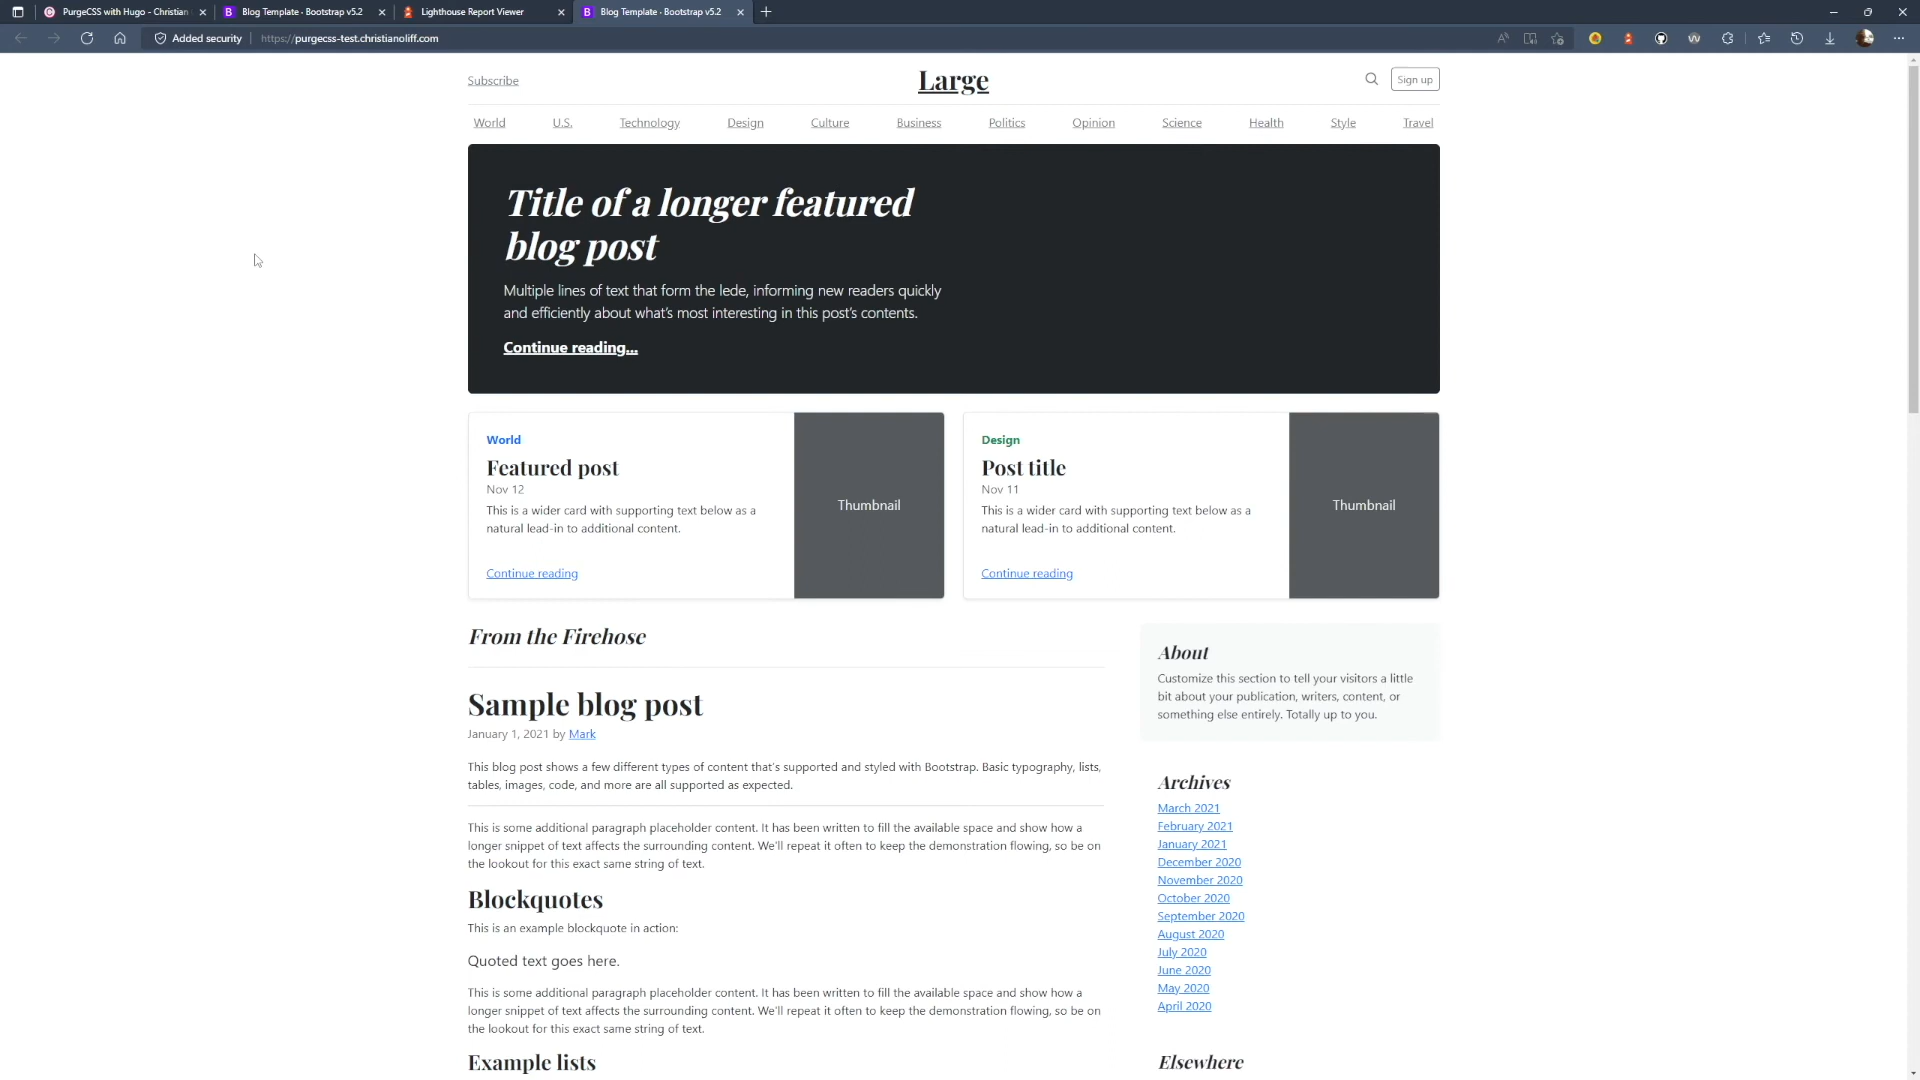 PurgeCSS with Hugo - Christian
Blog Template · Bootstrap v5.2
Lighthouse Report Viewer
Blog Template · Bootstrap v5.2
Added security
https://purgecss-test.christianoliff.com
Subscribe
Large
Sign up
World
U.S.
Technology
Design
Culture
Business
Politics
Opinion
Science
Health
Style
Travel
Title of a longer featured
blog post
Multiple lines of text that form the lede, informing new readers quickly
and efficiently about what's most interesting in this post's contents.
Continue reading...
World
Featured post
Nov 12
This is a wider card with supporting text below as a
natural lead-in to additional content.
Continue reading
Thumbnail
Design
Post title
Nov 11
This is a wider card with supporting text below as a
natural lead-in to additional content.
Continue reading
Thumbnail
From the Firehose
Sample blog post
January 1, 2021 by Mark
This blog post shows a few different types of content that's supported and styled with Bootstrap. Basic typography, lists,
tables, images, code, and more are all supported as expected.
This is some additional paragraph placeholder content. It has been written to fill the available space and show how a
longer snippet of text affects the surrounding content. We'll repeat it often to keep the demonstration flowing, so be on
the lookout for this exact same string of text.
Blockquotes
This is an example blockquote in action:
Quoted text goes here.
This is some additional paragraph placeholder content. It has been written to fill the available space and show how a
longer snippet of text affects the surrounding content. We'll repeat it often to keep the demonstration flowing, so be on
the lookout for this exact same string of text.
Example lists
About
Customize this section to tell your visitors a little
bit about your publication, writers, content, or
something else entirely. Totally up to you.
Archives
March 2021
February 2021
January 2021
December 2020
November 2020
October 2020
September 2020
August 2020
July 2020
June 2020
May 2020
April 2020
Elsewhere